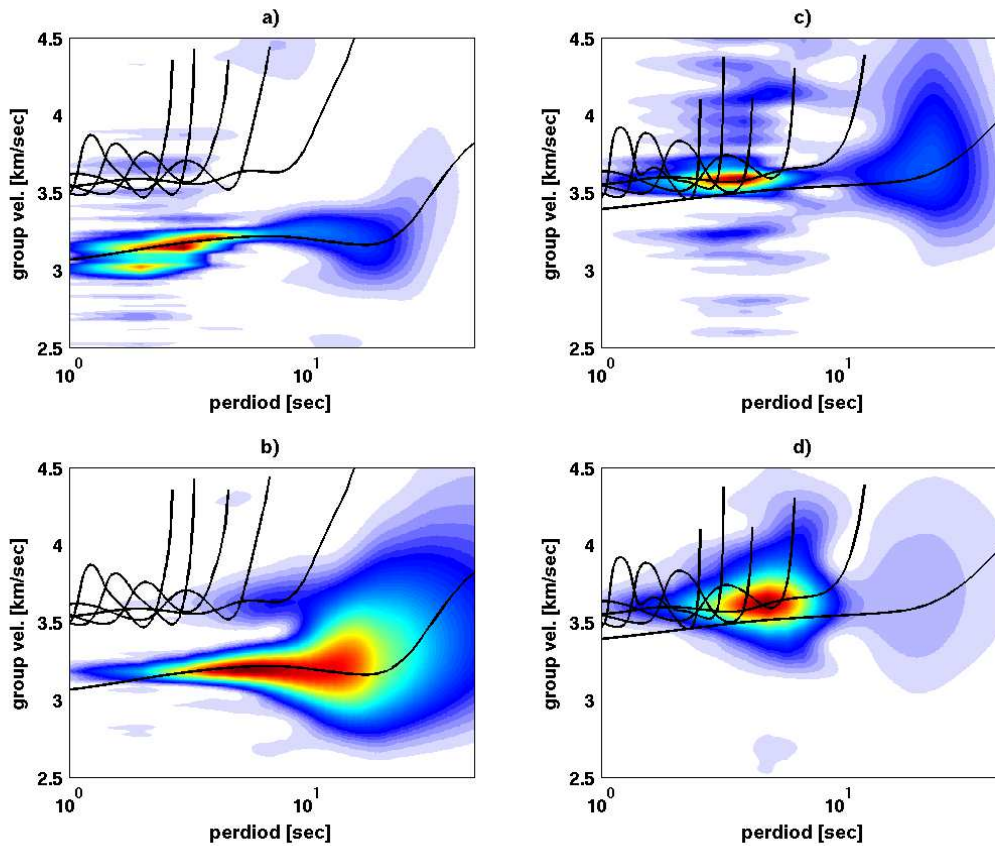 a)
4.5
4
3.5
3
2.5
group vel. [km/sec]
10^0
10^1
perdiod [sec]
c)
4.5
4
3.5
3
2.5
group vel. [km/sec]
10^0
10^1
perdiod [sec]
b)
4.5
4
3.5
3
2.5
group vel. [km/sec]
10^0
10^1
perdiod [sec]
d)
4.5
4
3.5
3
2.5
group vel. [km/sec]
10^0
10^1
perdiod [sec]